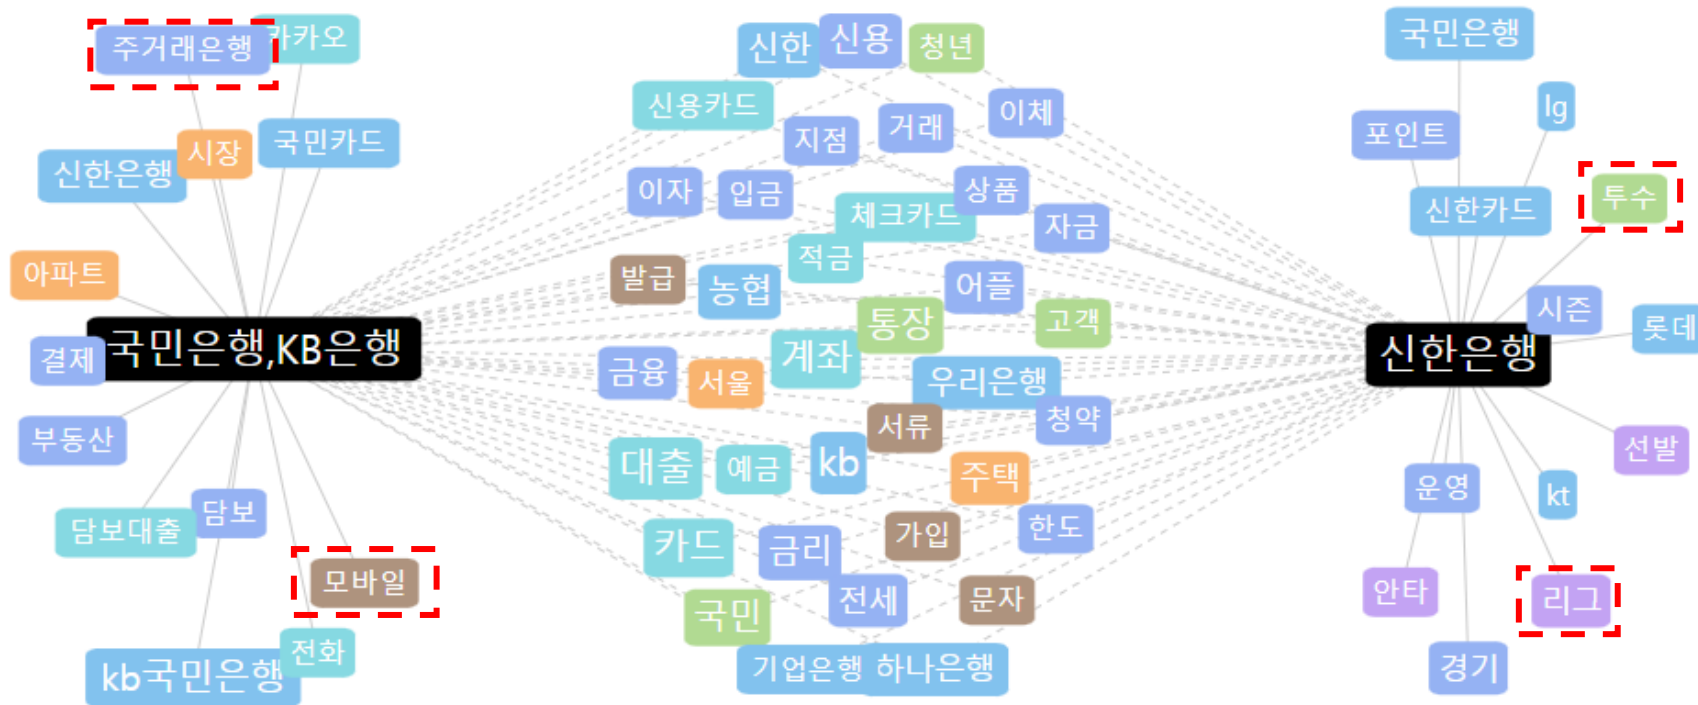 주거래은행
카카오
신한은행
시장
국민카드
아파트
국민은행,KB은행
결제
부동산
담보대출
담보
모바일
전화
kb국민은행
신한
신용
청년
신용카드
지점
거래
이체
이자
입금
체크카드
상품
자금
적금
발급
농협
어플
통장
고객
계좌
금융
서울
우리은행
서류
청약
대출
예금
kb
주택
가입
한도
카드
금리
전세
문자
국민
기업은행
하나은행
국민은행
lg
포인트
투수
신한카드
시즌
롯데
신한은행
선발
운영
kt
안타
리그
경기